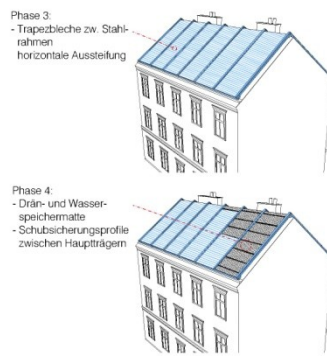 Phase 3:
- Trapezbleche zw. Stahl-
rahmen
horizontale Aussteifung
Phase 4:
- Drän- und Wasser-
speichermatte
- Schubsicherungsprofile
zwischen Hauptträgern